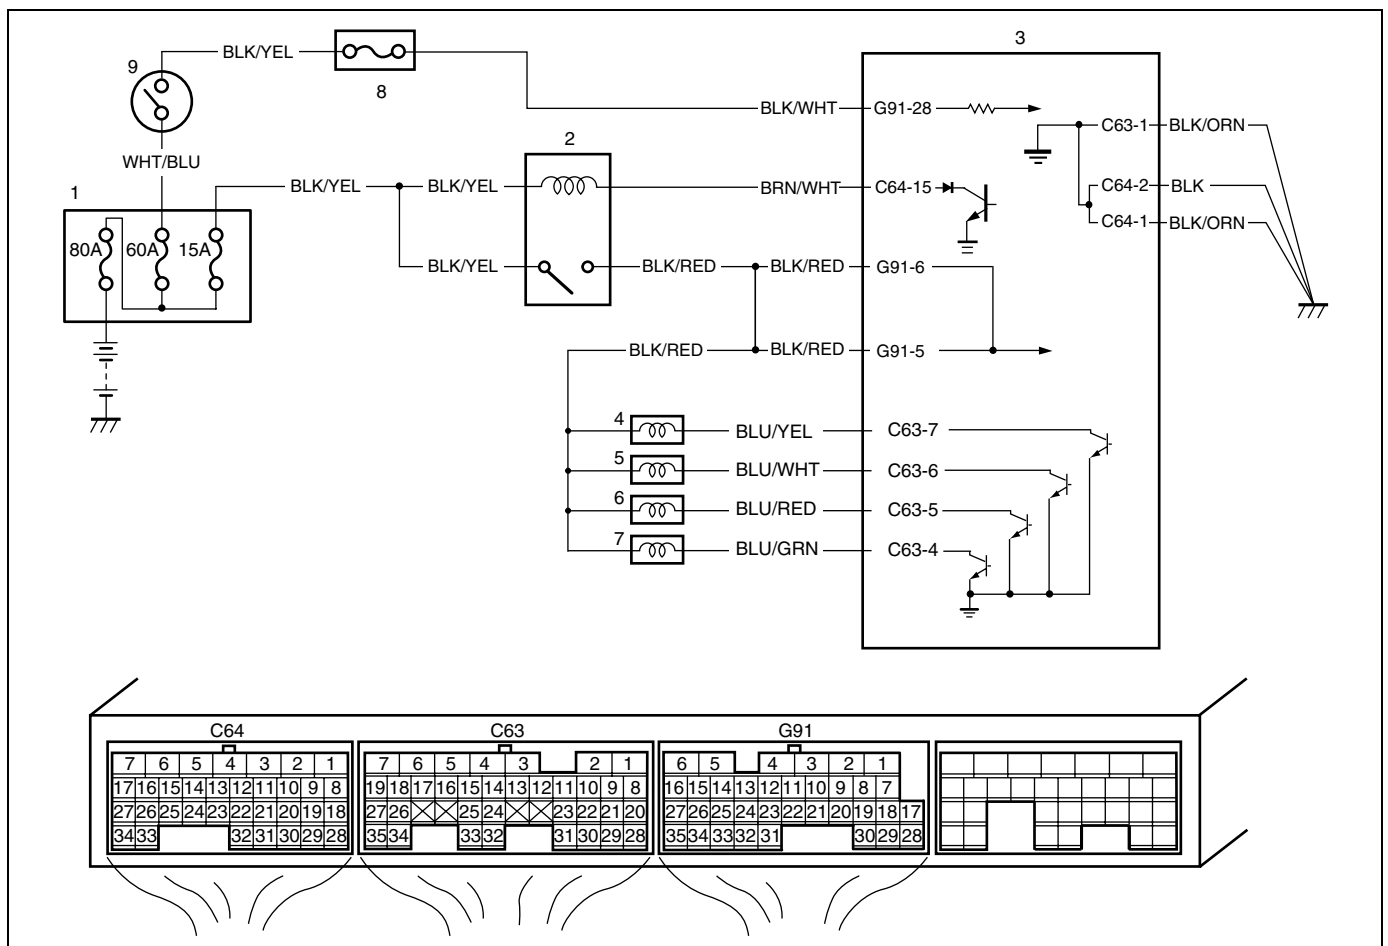 3
BLK/YEL
9
8
BLK/WHT
G91-28
C63-1
BLK/ORN
2
WHT/BLU
1
BLK/YEL
BLK/YEL
BRN/WHT
C64-15
C64-2
BLK
C64-1
BLK/ORN
80A
60A
15A
BLK/YEL
BLK/RED
BLK/RED
G91-6
BLK/RED
BLK/RED
G91-5
4
BLU/YEL
C63-7
5
BLU/WHT
C63-6
6
BLU/RED
C63-5
7
BLU/GRN
C63-4
C64
7 6 5 4 3 2 1
17 16 15 14 13 12 11 10 9 8
27 26 25 24 23 22 21 20 19 18
34 33 32 31 30 29 28
C63
7 6 5 4 3 2 1
19 18 17 16 15 14 13 12 11 10 9 8
27 26 25 24 23 22 21 20
35 34 33 32 31 30 29 28
G91
6 5 4 3 2 1
16 15 14 13 12 11 10 9 8 7
27 26 25 24 23 22 21 20 19 18 17
35 34 33 32 31 30 29 28